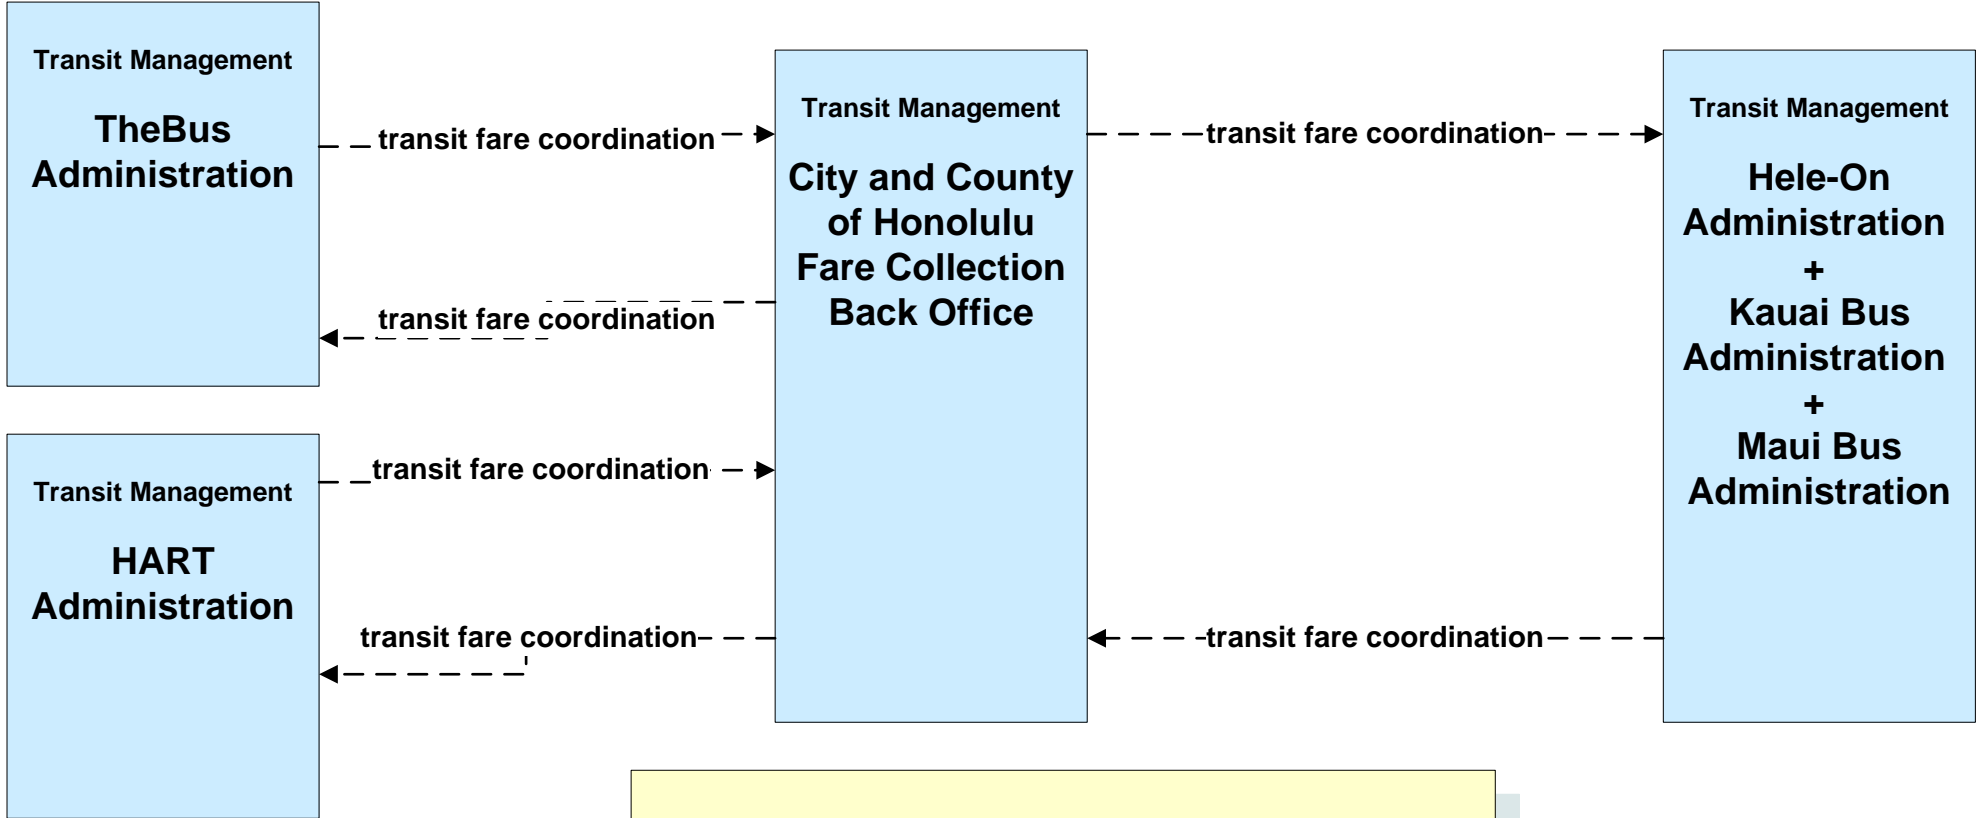 Transit Management
TheBus
Administration
transit fare coordination
transit fare coordination
Transit Management
HART
Administration
transit fare coordination
transit fare coordination
Transit Management
City and County
of Honolulu
Fare Collection
Back Office
transit fare coordination
transit fare coordination
Transit Management
Hele-On
Administration
+
Kauai Bus
Administration
+
Maui Bus
Administration